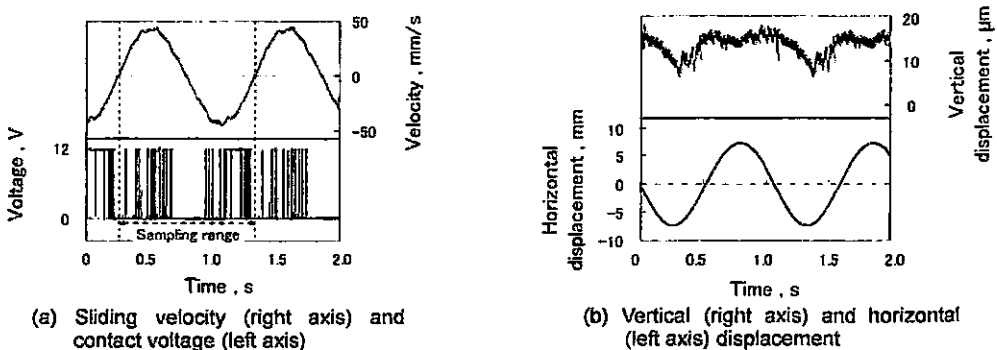 50
0
−50
Velocity , mm/s
Voltage , V
12
0
Sampling range
0 0.5 1.0 1.5 2.0
Time , s
(a) Sliding velocity (right axis) and
contact voltage (left axis)
20
10
0
Vertical
displacement , μm
Horizontal
displacement , mm
10
5
0
−5
−10
0 0.5 1.0 1.5 2.0
Time , s
(b) Vertical (right axis) and horizontal
(left axis) displacement